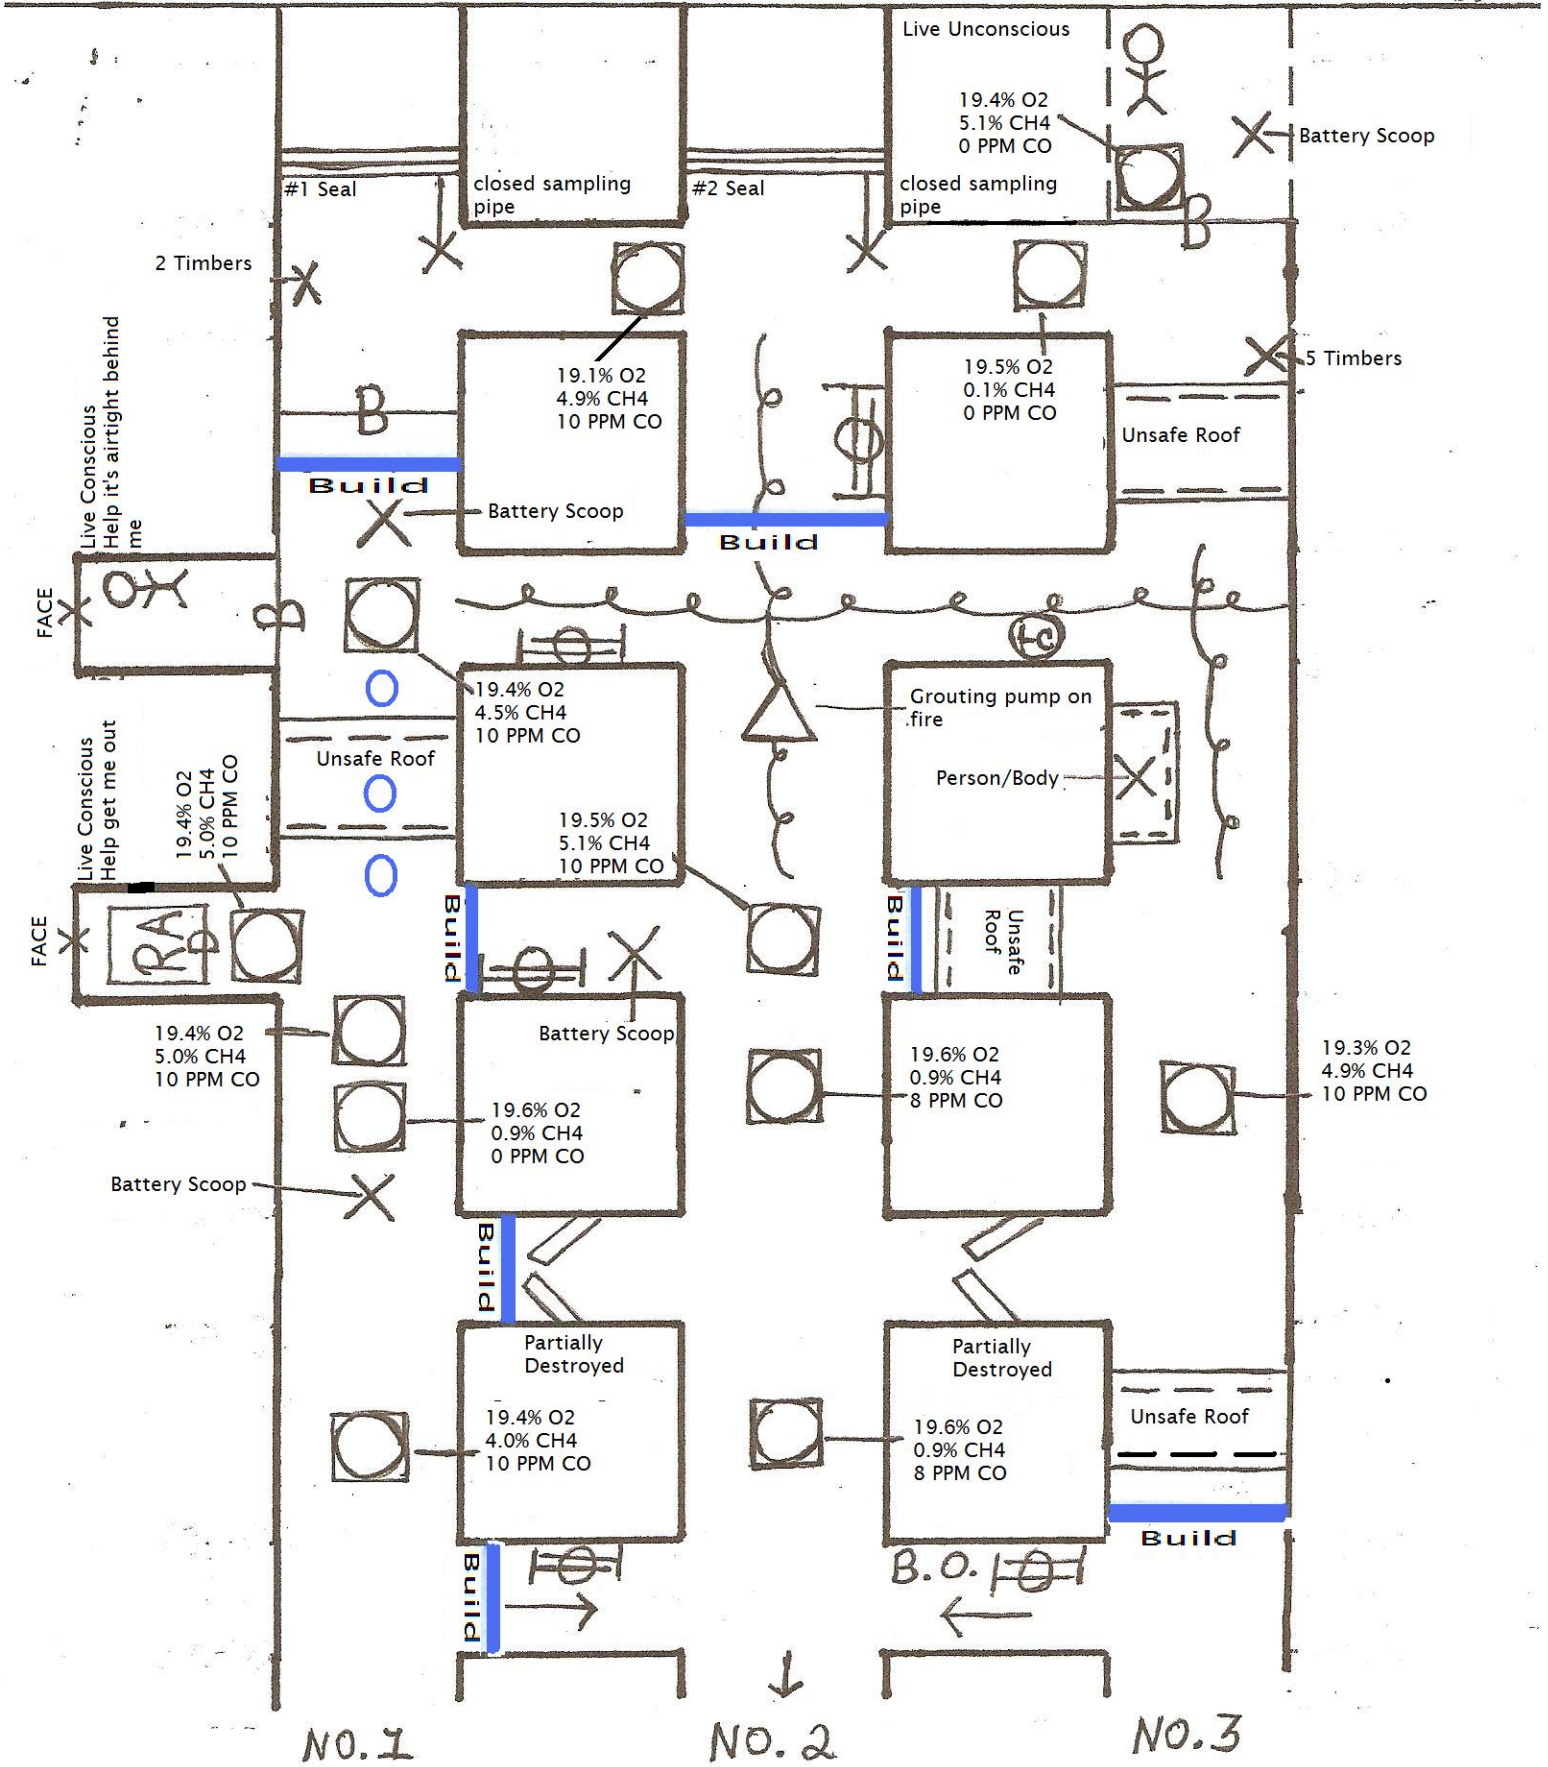 Live Unconscious
19.4% O2
5.1% CH4
0 PPM CO
Battery Scoop
#1 Seal
closed sampling
pipe
#2 Seal
closed sampling
pipe
B
2 Timbers
19.1% O2
4.9% CH4
10 PPM CO
19.5% O2
0.1% CH4
0 PPM CO
5 Timbers
B
Unsafe Roof
Build
Battery Scoop
Build
Live Conscious
Help it's airtight behind
me
FACE
B
19.4% O2
4.5% CH4
10 PPM CO
Grouting pump on
fire
Unsafe Roof
Person/Body
Live Conscious
Help get me out
19.4% O2
5.0% CH4
10 PPM CO
19.5% O2
5.1% CH4
10 PPM CO
FACE
RA
B
Build
Build
Unsafe
Roof
Battery Scoop
19.4% O2
5.0% CH4
10 PPM CO
19.6% O2
0.9% CH4
8 PPM CO
19.3% O2
4.9% CH4
10 PPM CO
19.6% O2
0.9% CH4
0 PPM CO
Battery Scoop
Build
Partially
Destroyed
Partially
Destroyed
19.4% O2
4.0% CH4
10 PPM CO
19.6% O2
0.9% CH4
8 PPM CO
Unsafe Roof
Build
Build
B.O.
NO. 1
NO. 2
NO. 3